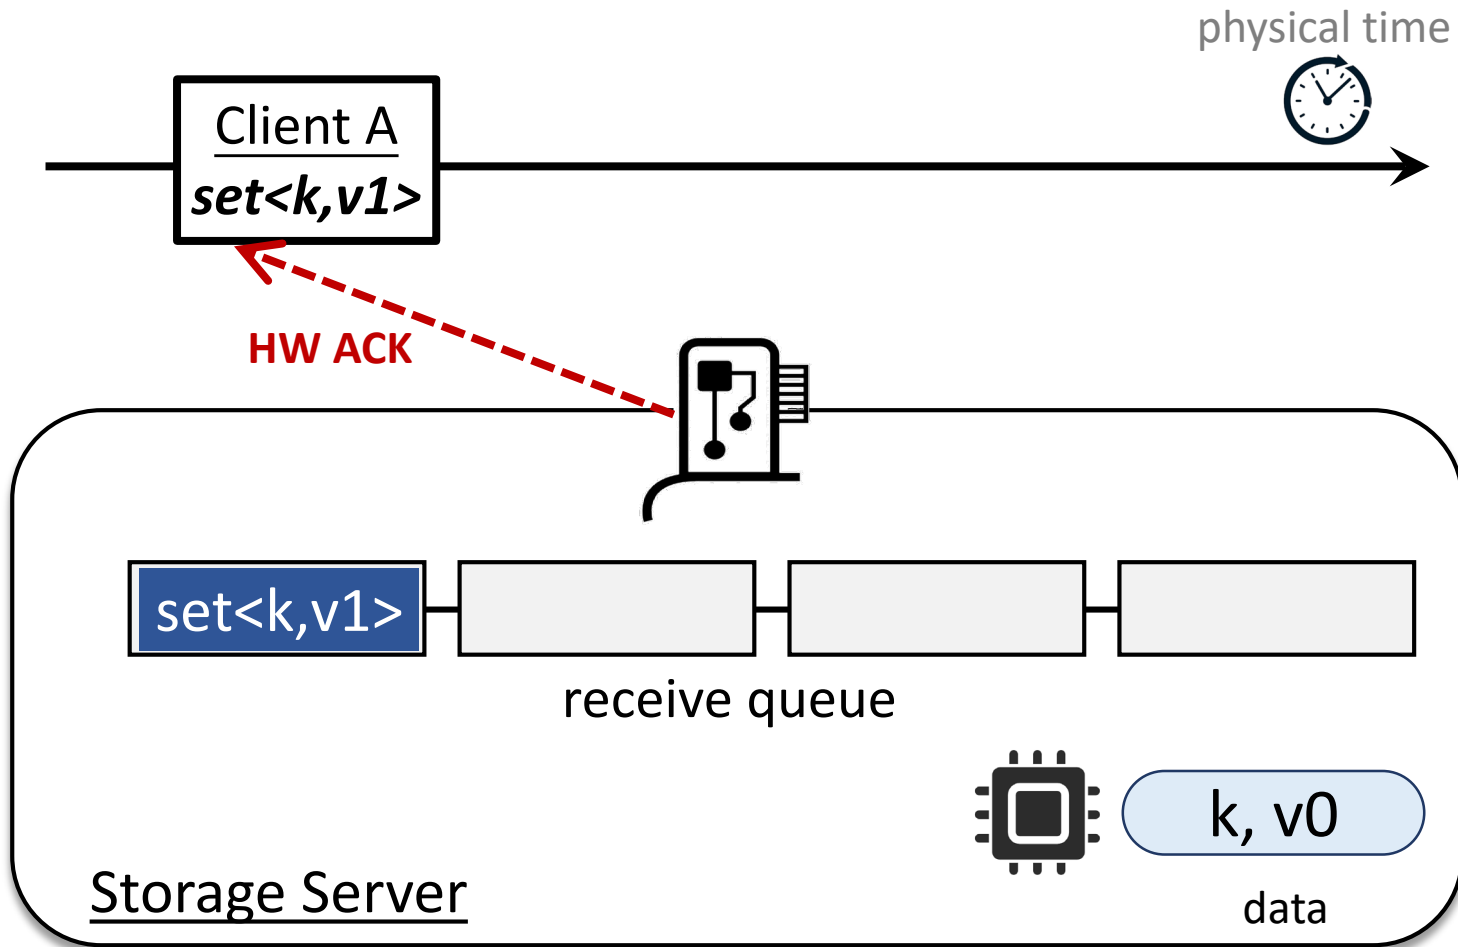 physical time
Client A
set<k,v1>
HW ACK
set<k,v1>
receive queue
k, v0
data
Storage Server